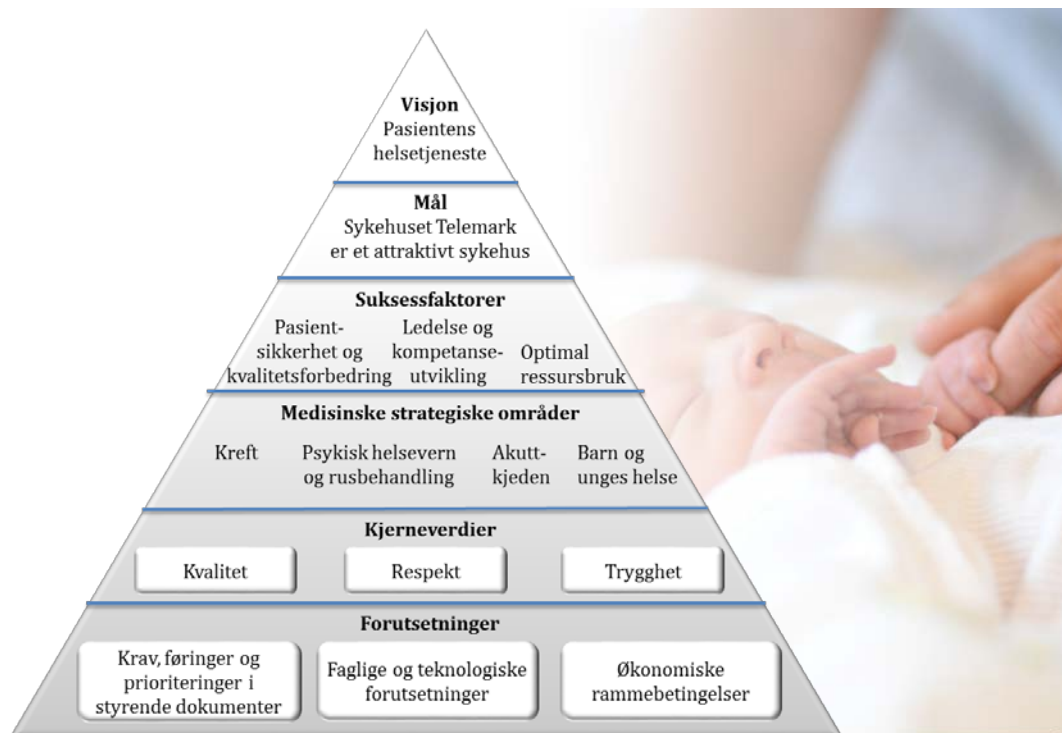 Visjon
Pasientens
helsetjeneste
Mål
Sykehuset Telemark
er et attraktivt sykehus
Suksessfaktorer
Pasient-
sikkerhet og
kvalitetsforbedring
Ledelse og
kompetanse-
utvikling
Optimal
ressursbruk
Medisinske strategiske områder
Kreft
Psykisk helsevern
og rusbehandling
Akutt-
kjeden
Barn og
unges helse
Kjerneverdier
Kvalitet
Respekt
Trygghet
Forutsetninger
Krav, føringer og
prioriteringer i
styrende dokumenter
Faglige og teknologiske
forutsetninger
Økonomiske
rammebetingelser